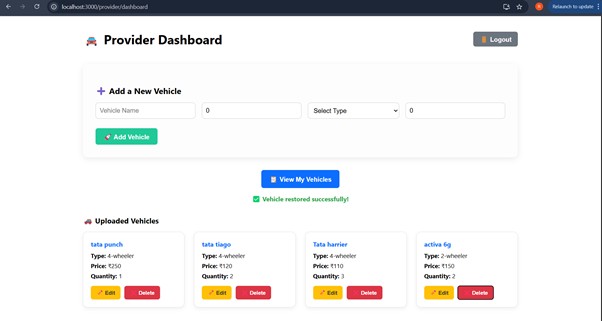 localhost:3000/provider/dashboard
Relaunch to update
Provider Dashboard
Logout
Add a New Vehicle
Vehicle Name
0
Select Type
0
Add Vehicle
View My Vehicles
Vehicle restored successfully!
Uploaded Vehicles
tata punch
Type: 4-wheeler
Price: ₹250
Quantity: 1
Edit
Delete
tata tiago
Type: 4-wheeler
Price: ₹120
Quantity: 2
Edit
Delete
Tata harrier
Type: 4-wheeler
Price: ₹110
Quantity: 3
Edit
Delete
activa 6g
Type: 2-wheeler
Price: ₹150
Quantity: 2
Edit
Delete